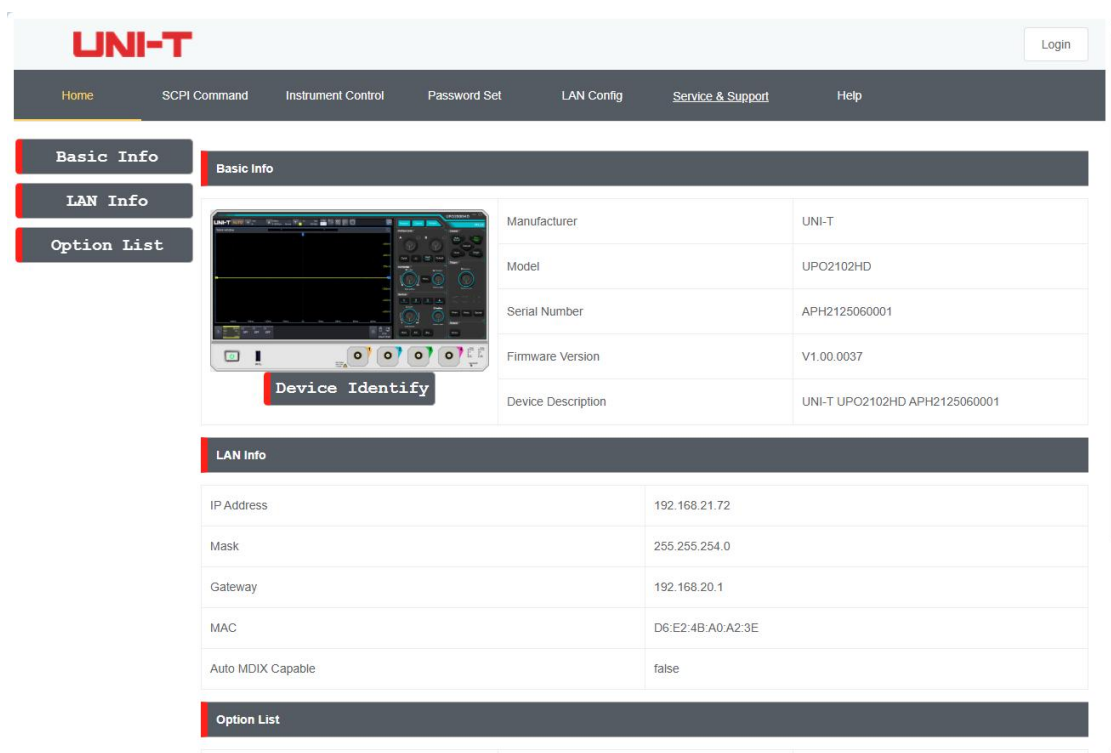 UNI-T
Login
Home SCPI Command Instrument Control Password Set LAN Config Service & Support Help
Basic Info
LAN Info
Option List
Basic Info
Manufacturer UNI-T
Model UPO2102HD
Serial Number APH2125060001
Firmware Version V1.00.0037
Device Description UNI-T UPO2102HD APH2125060001
UNI-T
Device Identify
LAN Info
IP Address 192.168.21.72
Mask 255.255.254.0
Gateway 192.168.20.1
MAC D6:E2:4B:A0:A2:3E
Auto MDIX Capable false
Option List